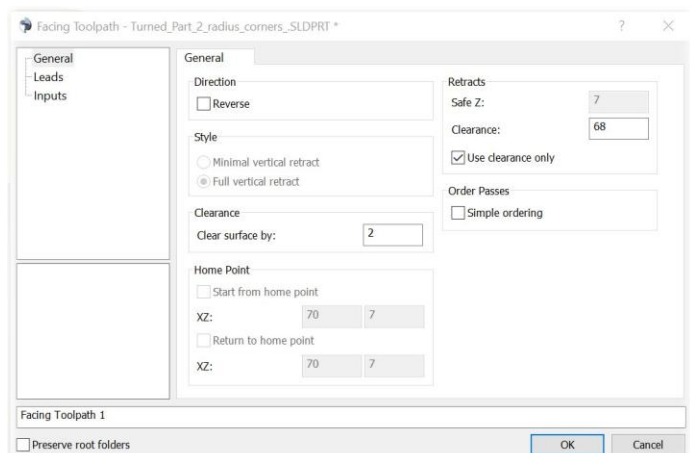 Facing Toolpath - Turned_Part_2_radius_corners_.SLDPRT *
?
General
Leads
Inputs
General
Direction
Reverse
Style
Minimal vertical retract
Full vertical retract
Clearance
Clear surface by: 2
Home Point
Start from home point
XZ: 70 7
Return to home point
XZ: 70 7
Retracts
Safe Z: 7
Clearance: 68
Use clearance only
Order Passes
Simple ordering
Facing Toolpath 1
Preserve root folders
OK
Cancel